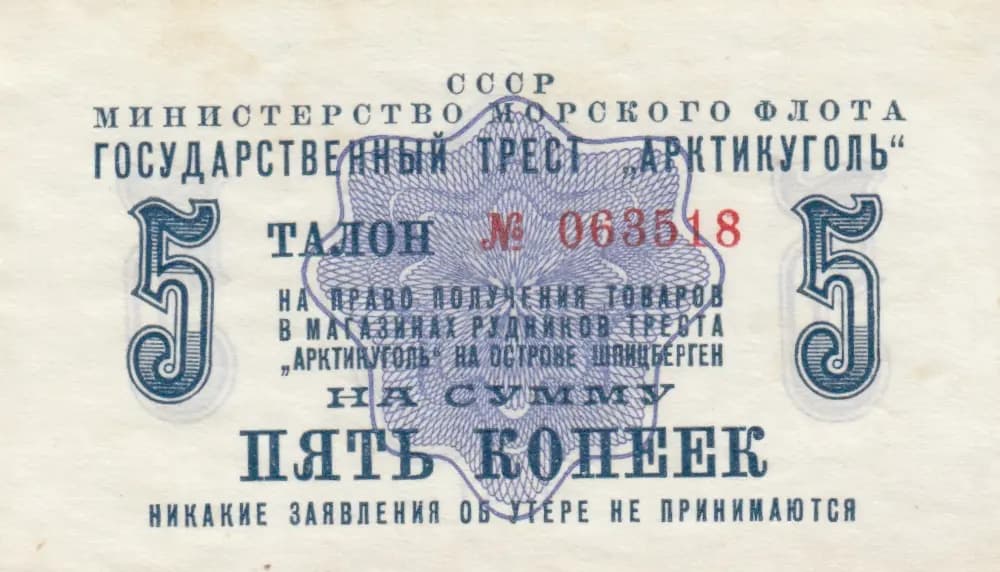 СССР
МИНИСТЕРСТВО МОРСКОГО ФЛОТА
ГОСУДАРСТВЕННЫЙ ТРЕСТ „АРКТИКУГОЛЬ“
5 ТАЛОН № 063518 5
НА ПРАВО ПОЛУЧЕНИЯ ТОВАРОВ
В МАГАЗИНАХ РУДНИКОВ ТРЕСТА
„АРКТИКУГОЛЬ“ НА ОСТРОВЕ ШПИЦБЕРГЕН
НА СУММУ
ПЯТЬ КОПЕЕК
НИКАКИЕ ЗАЯВЛЕНИЯ ОБ УТЕРЕ НЕ ПРИНИМАЮТСЯ